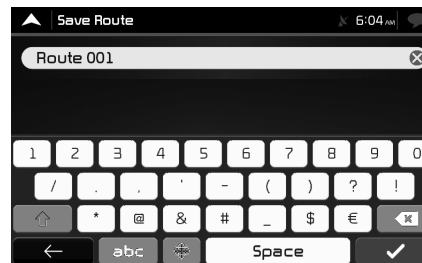 Save Route
6:04 AM
Route 001
1 2 3 4 5 6 7 8 9 0
/ . , ' - ( ) ? !
* @ & # _ $ €
abc Space